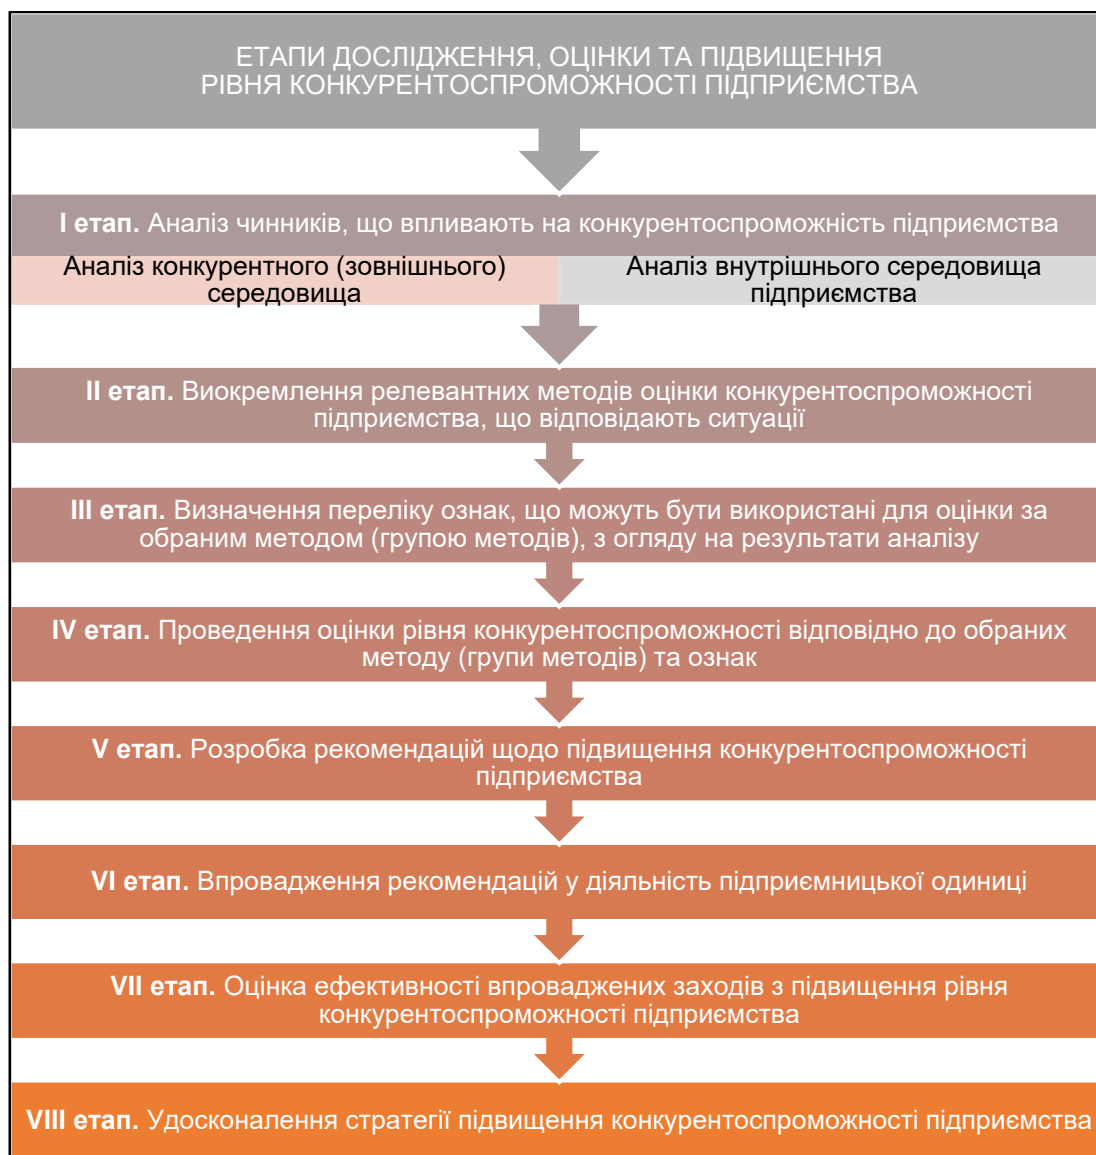 ЕТАПИ ДОСЛІДЖЕННЯ, ОЦІНКИ ТА ПІДВИЩЕННЯ
РІВНЯ КОНКУРЕНТОСПРОМОЖНОСТІ ПІДПРИЄМСТВА
I етап. Аналіз чинників, що впливають на конкурентоспроможність підприємства
Аналіз конкурентного (зовнішнього)
середовища
Аналіз внутрішнього середовища
підприємства
II етап. Виокремлення релевантних методів оцінки конкурентоспроможності
підприємства, що відповідають ситуації
III етап. Визначення переліку ознак, що можуть бути використані для оцінки за
обраним методом (групою методів), з огляду на результати аналізу
IV етап. Проведення оцінки рівня конкурентоспроможності відповідно до обраних
методу (групи методів) та ознак
V етап. Розробка рекомендацій щодо підвищення конкурентоспроможності
підприємства
VI етап. Впровадження рекомендацій у діяльність підприємницької одиниці
VII етап. Оцінка ефективності впроваджених заходів з підвищення рівня
конкурентоспроможності підприємства
VIII етап. Удосконалення стратегії підвищення конкурентоспроможності підприємства